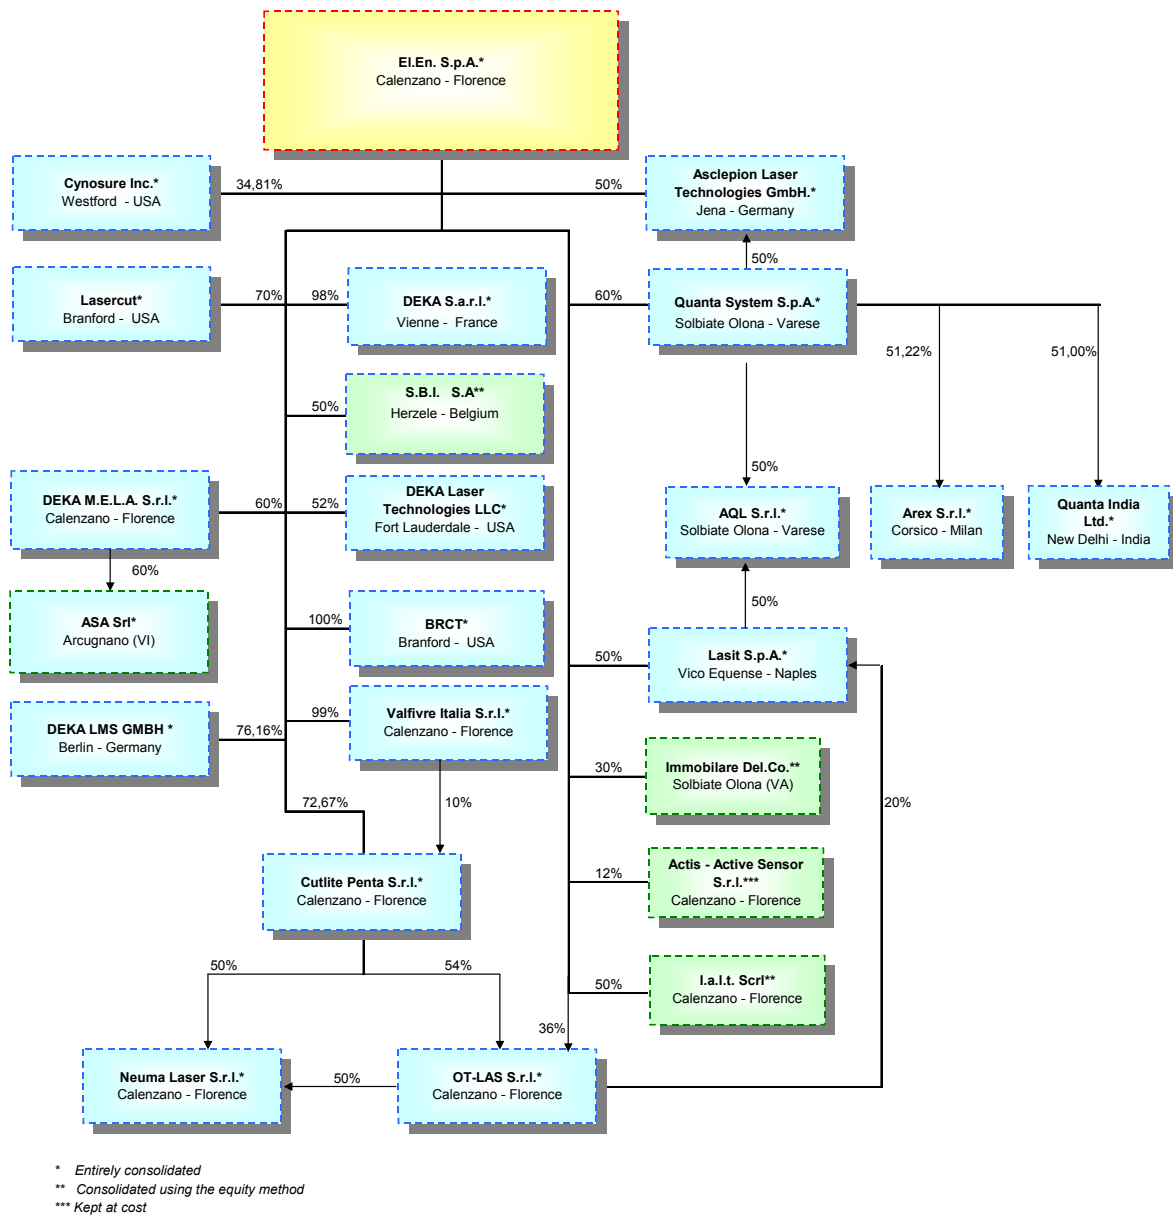 El.En. S.p.A.*
Calenzano - Florence
Cynosure Inc.*
Westford - USA
34,81%
50%
Asclepion Laser
Technologies GmbH.*
Jena - Germany
50%
Lasercut*
Branford - USA
70%
98%
DEKA S.a.r.l.*
Vienne - France
60%
Quanta System S.p.A.*
Solbiate Olona - Varese
51,22%
51,00%
S.B.I. S.A**
Herzele - Belgium
50%
50%
DEKA M.E.L.A. S.r.l.*
Calenzano - Florence
60%
52%
DEKA Laser
Technologies LLC*
Fort Lauderdale - USA
AQL S.r.l.*
Solbiate Olona - Varese
Arex S.r.l.*
Corsico - Milan
Quanta India
Ltd.*
New Delhi - India
60%
50%
ASA Srl*
Arcugnano (VI)
100%
BRCT*
Branford - USA
50%
Lasit S.p.A.*
Vico Equense - Naples
DEKA LMS GMBH *
Berlin - Germany
76,16%
99%
Valfivre Italia S.r.l.*
Calenzano - Florence
30%
Immobilare Del.Co.**
Solbiate Olona (VA)
72,67%
10%
20%
Cutlite Penta S.r.l.*
Calenzano - Florence
12%
Actis - Active Sensor
S.r.l.***
Calenzano - Florence
50%
54%
50%
I.a.l.t. Scrl**
Calenzano - Florence
36%
Neuma Laser S.r.l.*
Calenzano - Florence
50%
OT-LAS S.r.l.*
Calenzano - Florence
* Entirely consolidated
** Consolidated using the equity method
*** Kept at cost